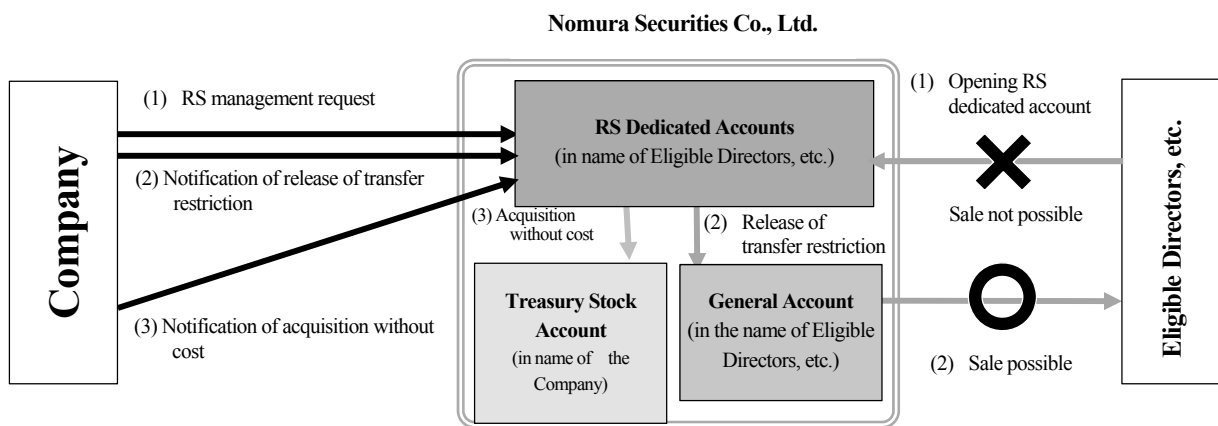 Nomura Securities Co., Ltd.
Company
(1) RS management request
(2) Notification of release of transfer
restriction
(3) Notification of acquisition without
cost
RS Dedicated Accounts
(in name of Eligible Directors, etc.)
(3) Acquisition
without cost
(2) Release of
transfer restriction
Treasury Stock
Account
(in name of the
Company)
General Account
(in the name of Eligible
Directors, etc.)
(1) Opening RS
dedicated account
Sale not possible
(2) Sale possible
Eligible Directors, etc.